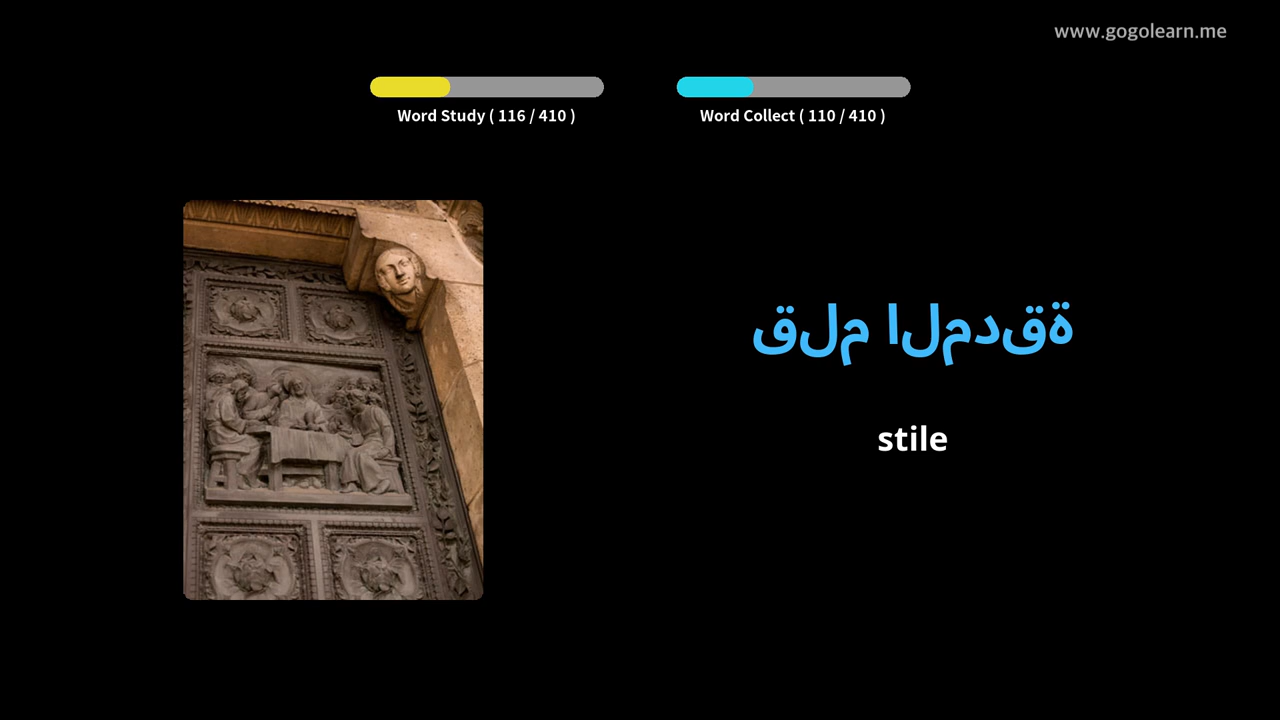 www.gogolearn.me
Word Study ( 116 / 410 )
Word Collect ( 110 / 410 )
قلم المدقة
stile